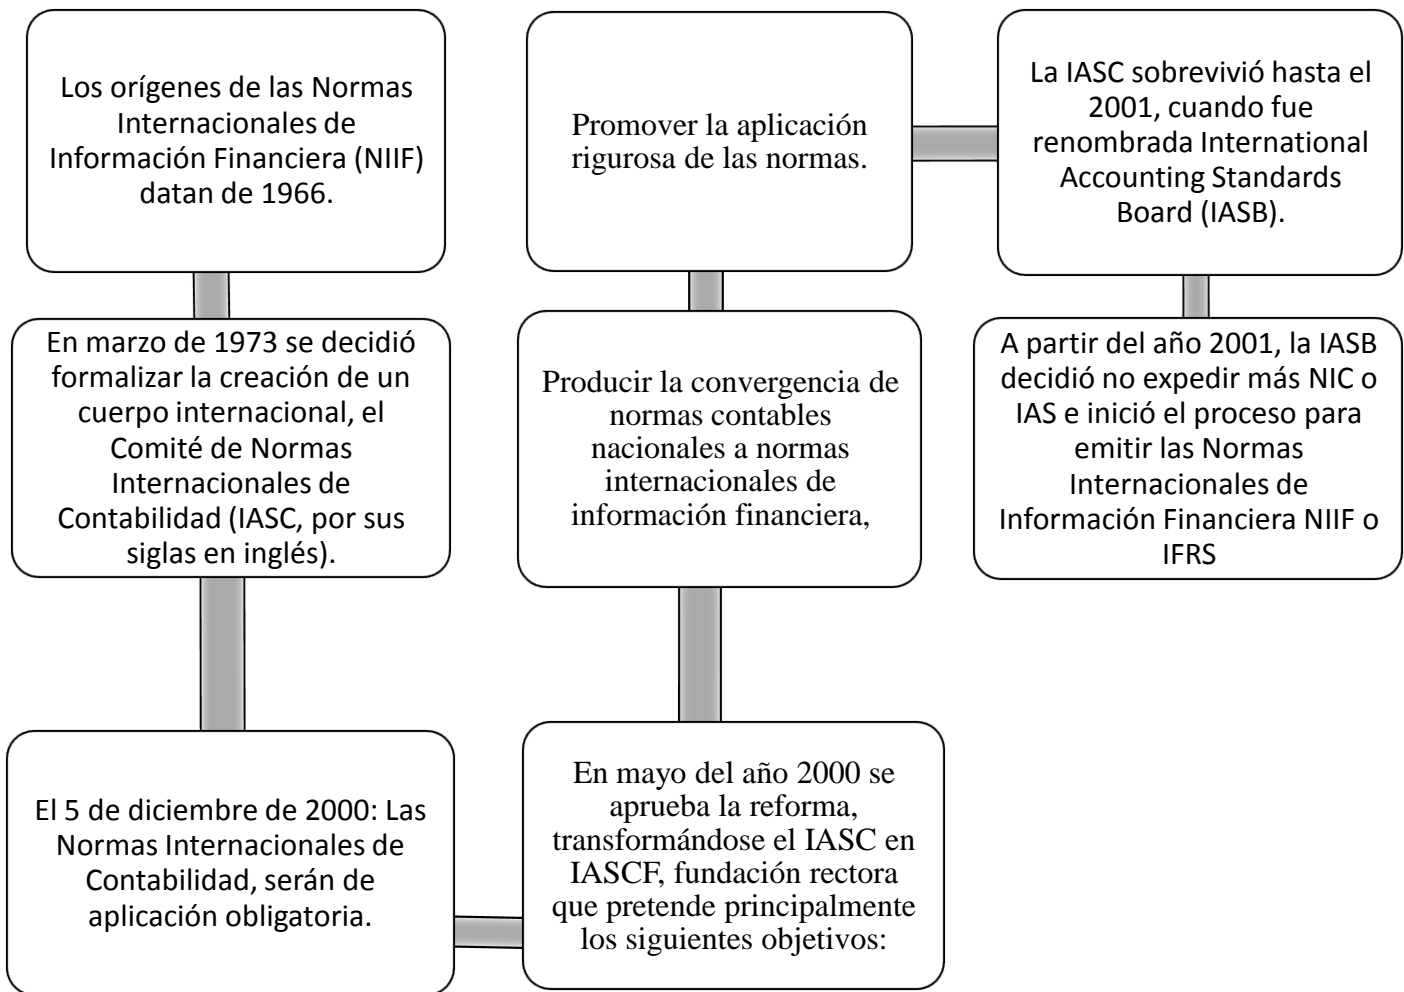 Los orígenes de las Normas
Internacionales de
Información Financiera (NIIF)
datan de 1966.
En marzo de 1973 se decidió
formalizar la creación de un
cuerpo internacional, el
Comité de Normas
Internacionales de
Contabilidad (IASC, por sus
siglas en inglés).
El 5 de diciembre de 2000: Las
Normas Internacionales de
Contabilidad, serán de
aplicación obligatoria.
En mayo del año 2000 se
aprueba la reforma,
transformándose el IASC en
IASCF, fundación rectora
que pretende principalmente
los siguientes objetivos:
Producir la convergencia de
normas contables
nacionales a normas
internacionales de
información financiera,
Promover la aplicación
rigurosa de las normas.
La IASC sobrevivió hasta el
2001, cuando fue
renombrada International
Accounting Standards
Board (IASB).
A partir del año 2001, la IASB
decidió no expedir más NIC o
IAS e inició el proceso para
emitir las Normas
Internacionales de
Información Financiera NIIF o
IFRS